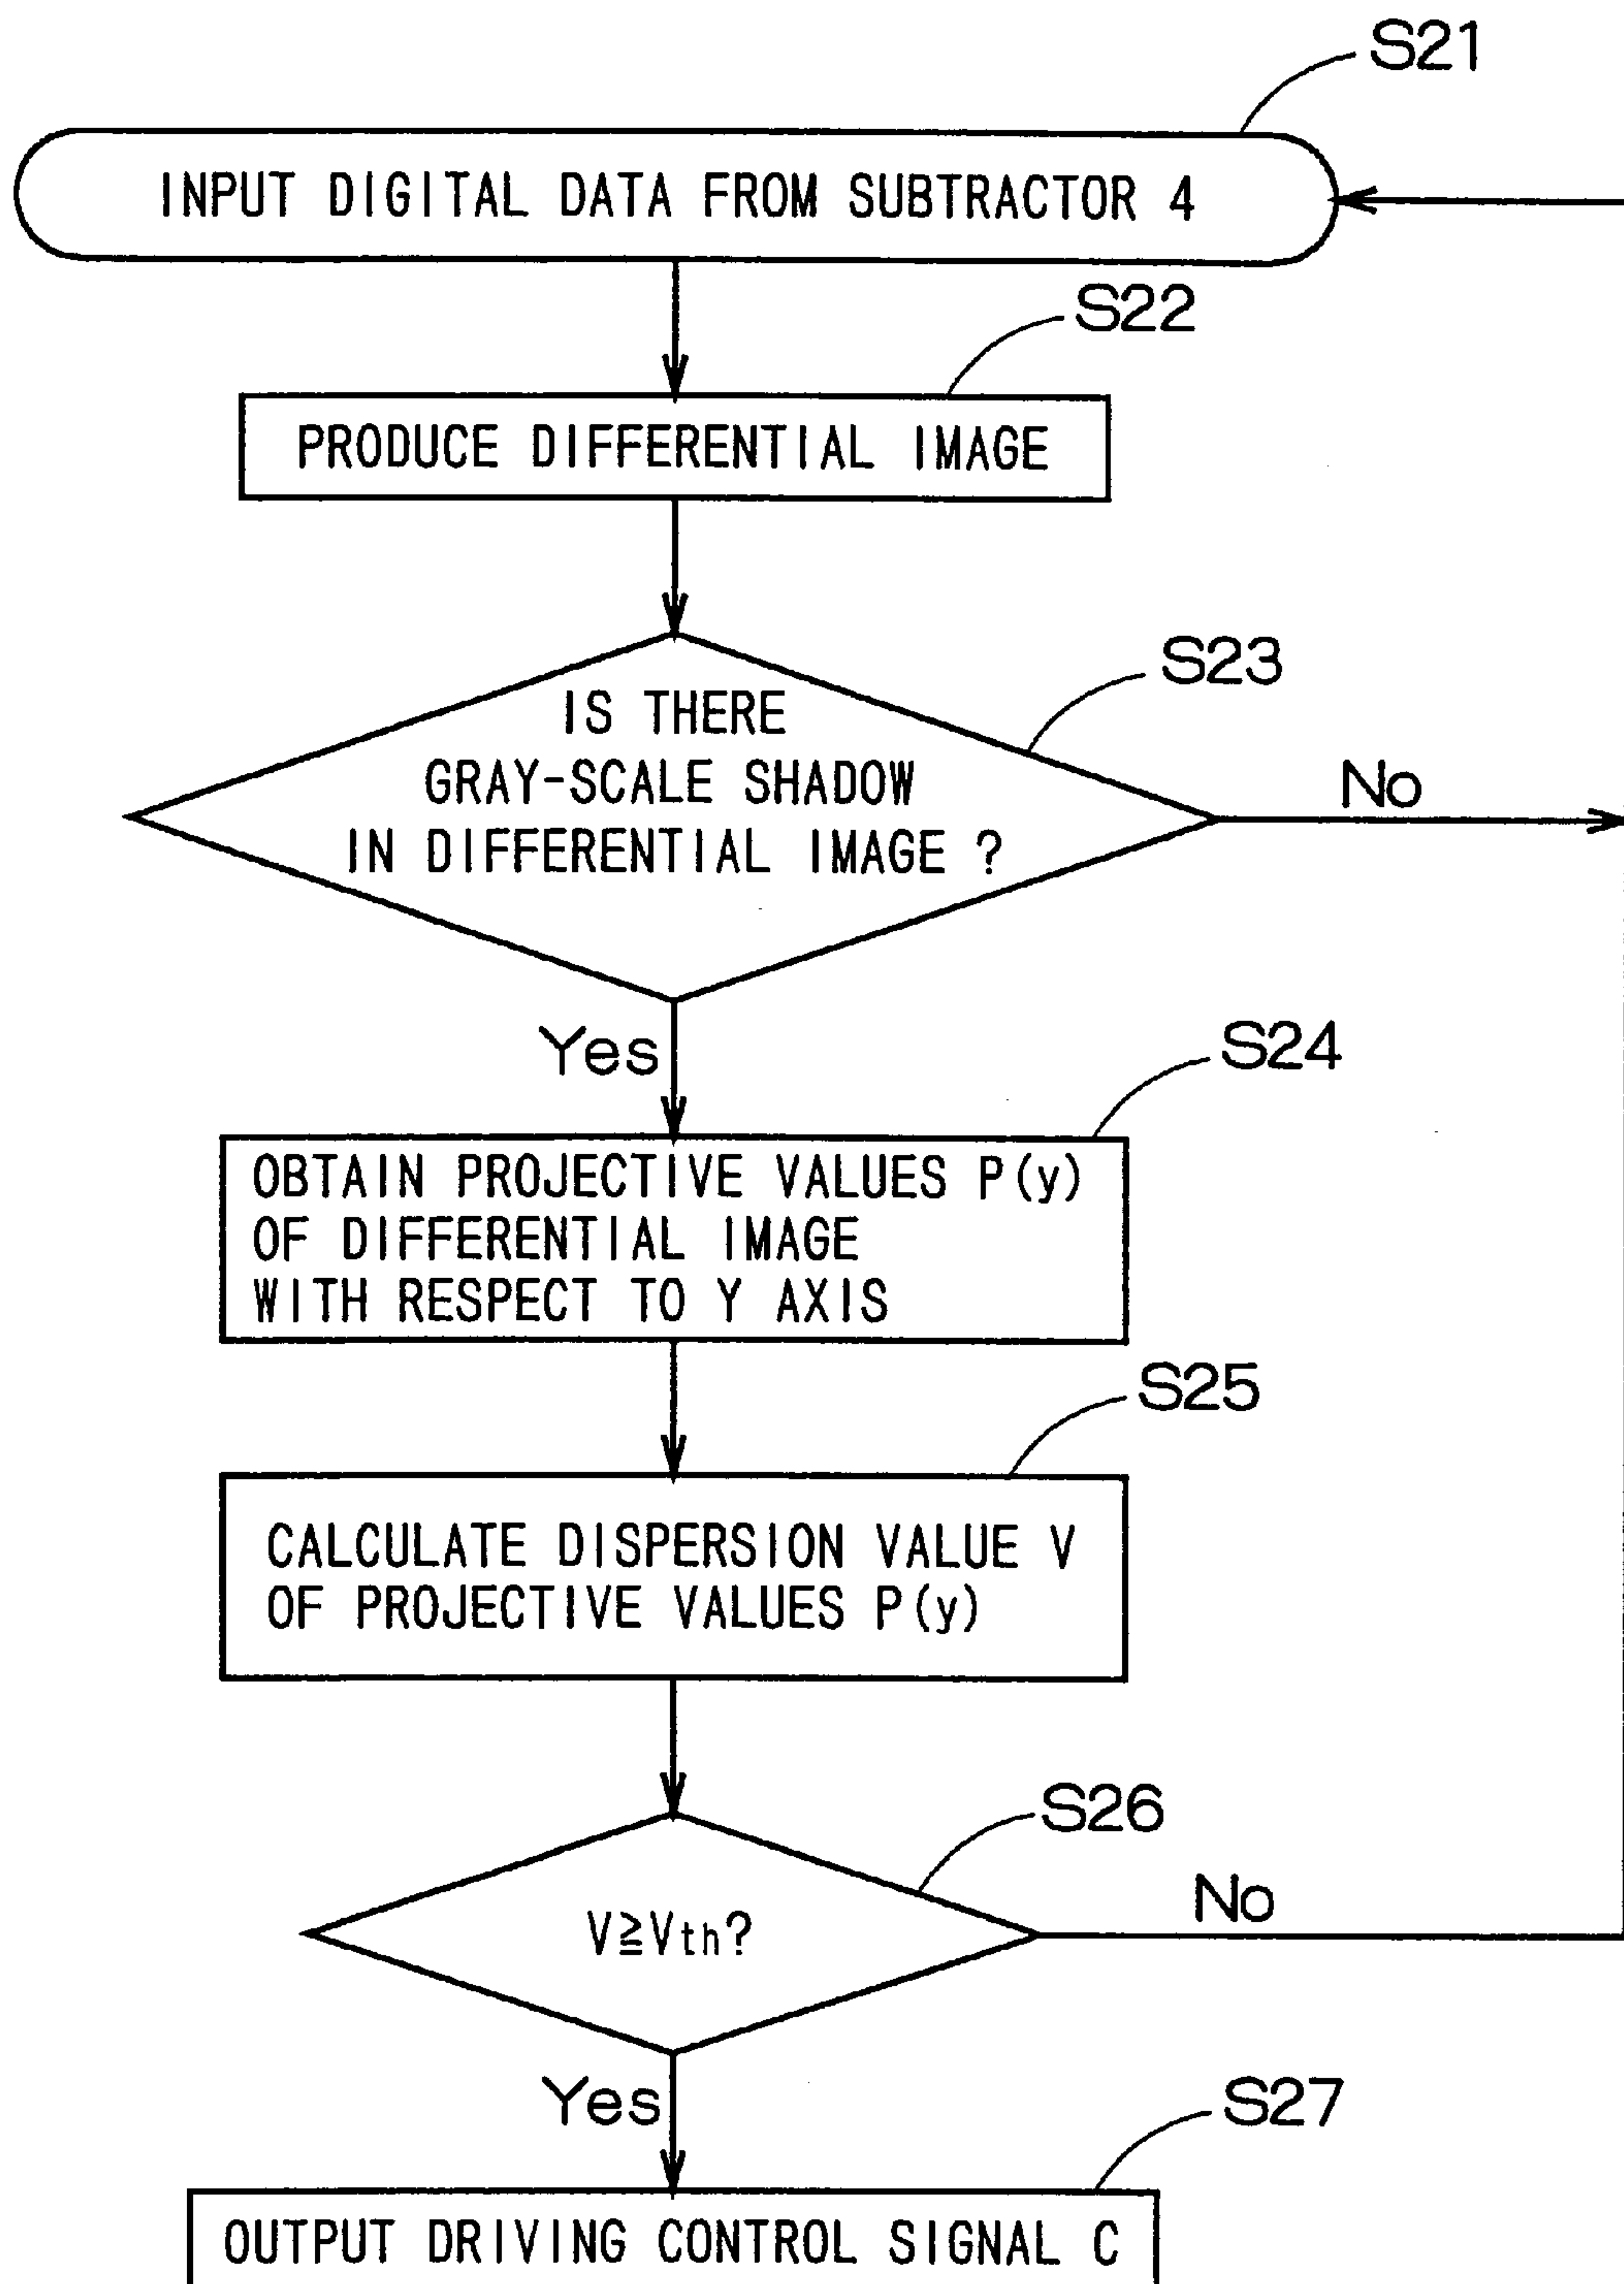 S21
INPUT DIGITAL DATA FROM SUBTRACTOR 4
S22
PRODUCE DIFFERENTIAL IMAGE
S23
IS THERE
GRAY-SCALE SHADOW
IN DIFFERENTIAL IMAGE ?
No
Yes
S24
OBTAIN PROJECTIVE VALUES P(y)
OF DIFFERENTIAL IMAGE
WITH RESPECT TO Y AXIS
S25
CALCULATE DISPERSION VALUE V
OF PROJECTIVE VALUES P(y)
S26
V≧Vth?
No
Yes
S27
OUTPUT DRIVING CONTROL SIGNAL C